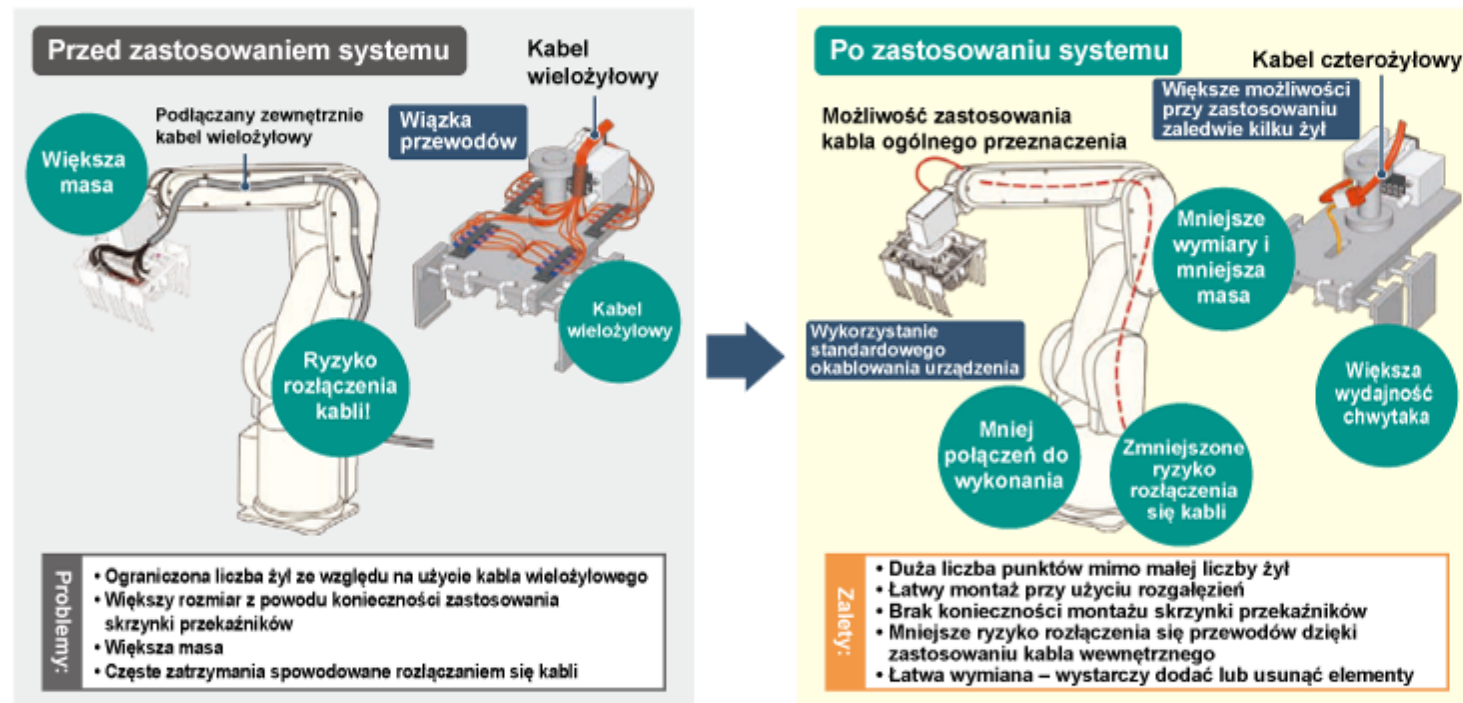 Przed zastosowaniem systemu
Kabel
wielożyłowy
Podłączany zewnętrznie
kabel wielożyłowy
Wiązka
przewodów
Większa
masa
Kabel
wielożyłowy
Ryzyko
rozłączenia
kabli!
Problemy:
• Ograniczona liczba żył ze względu na użycie kabla wielożyłowego
• Większy rozmiar z powodu konieczności zastosowania
skrzynki przekaźników
• Większa masa
• Częste zatrzymania spowodowane rozłączaniem się kabli
Po zastosowaniu systemu
Kabel czterożyłowy
Większe możliwości
przy zastosowaniu
zaledwie kilku żył
Możliwość zastosowania
kabla ogólnego przeznaczenia
Mniejsze
wymiary i
mniejsza
masa
Wykorzystanie
standardowego
okablowania urządzenia
Większa
wydajność
chwytaka
Mniej
połączeń do
wykonania
Zmniejszone
ryzyko
rozłączenia
się kabli
Zalety:
• Duża liczba punktów mimo małej liczby żył
• Łatwy montaż przy użyciu rozgałęzień
• Brak konieczności montażu skrzynki przekaźników
• Mniejsze ryzyko rozłączenia się przewodów dzięki
zastosowaniu kabla wewnętrznego
• Łatwa wymiana – wystarczy dodać lub usunąć elementy